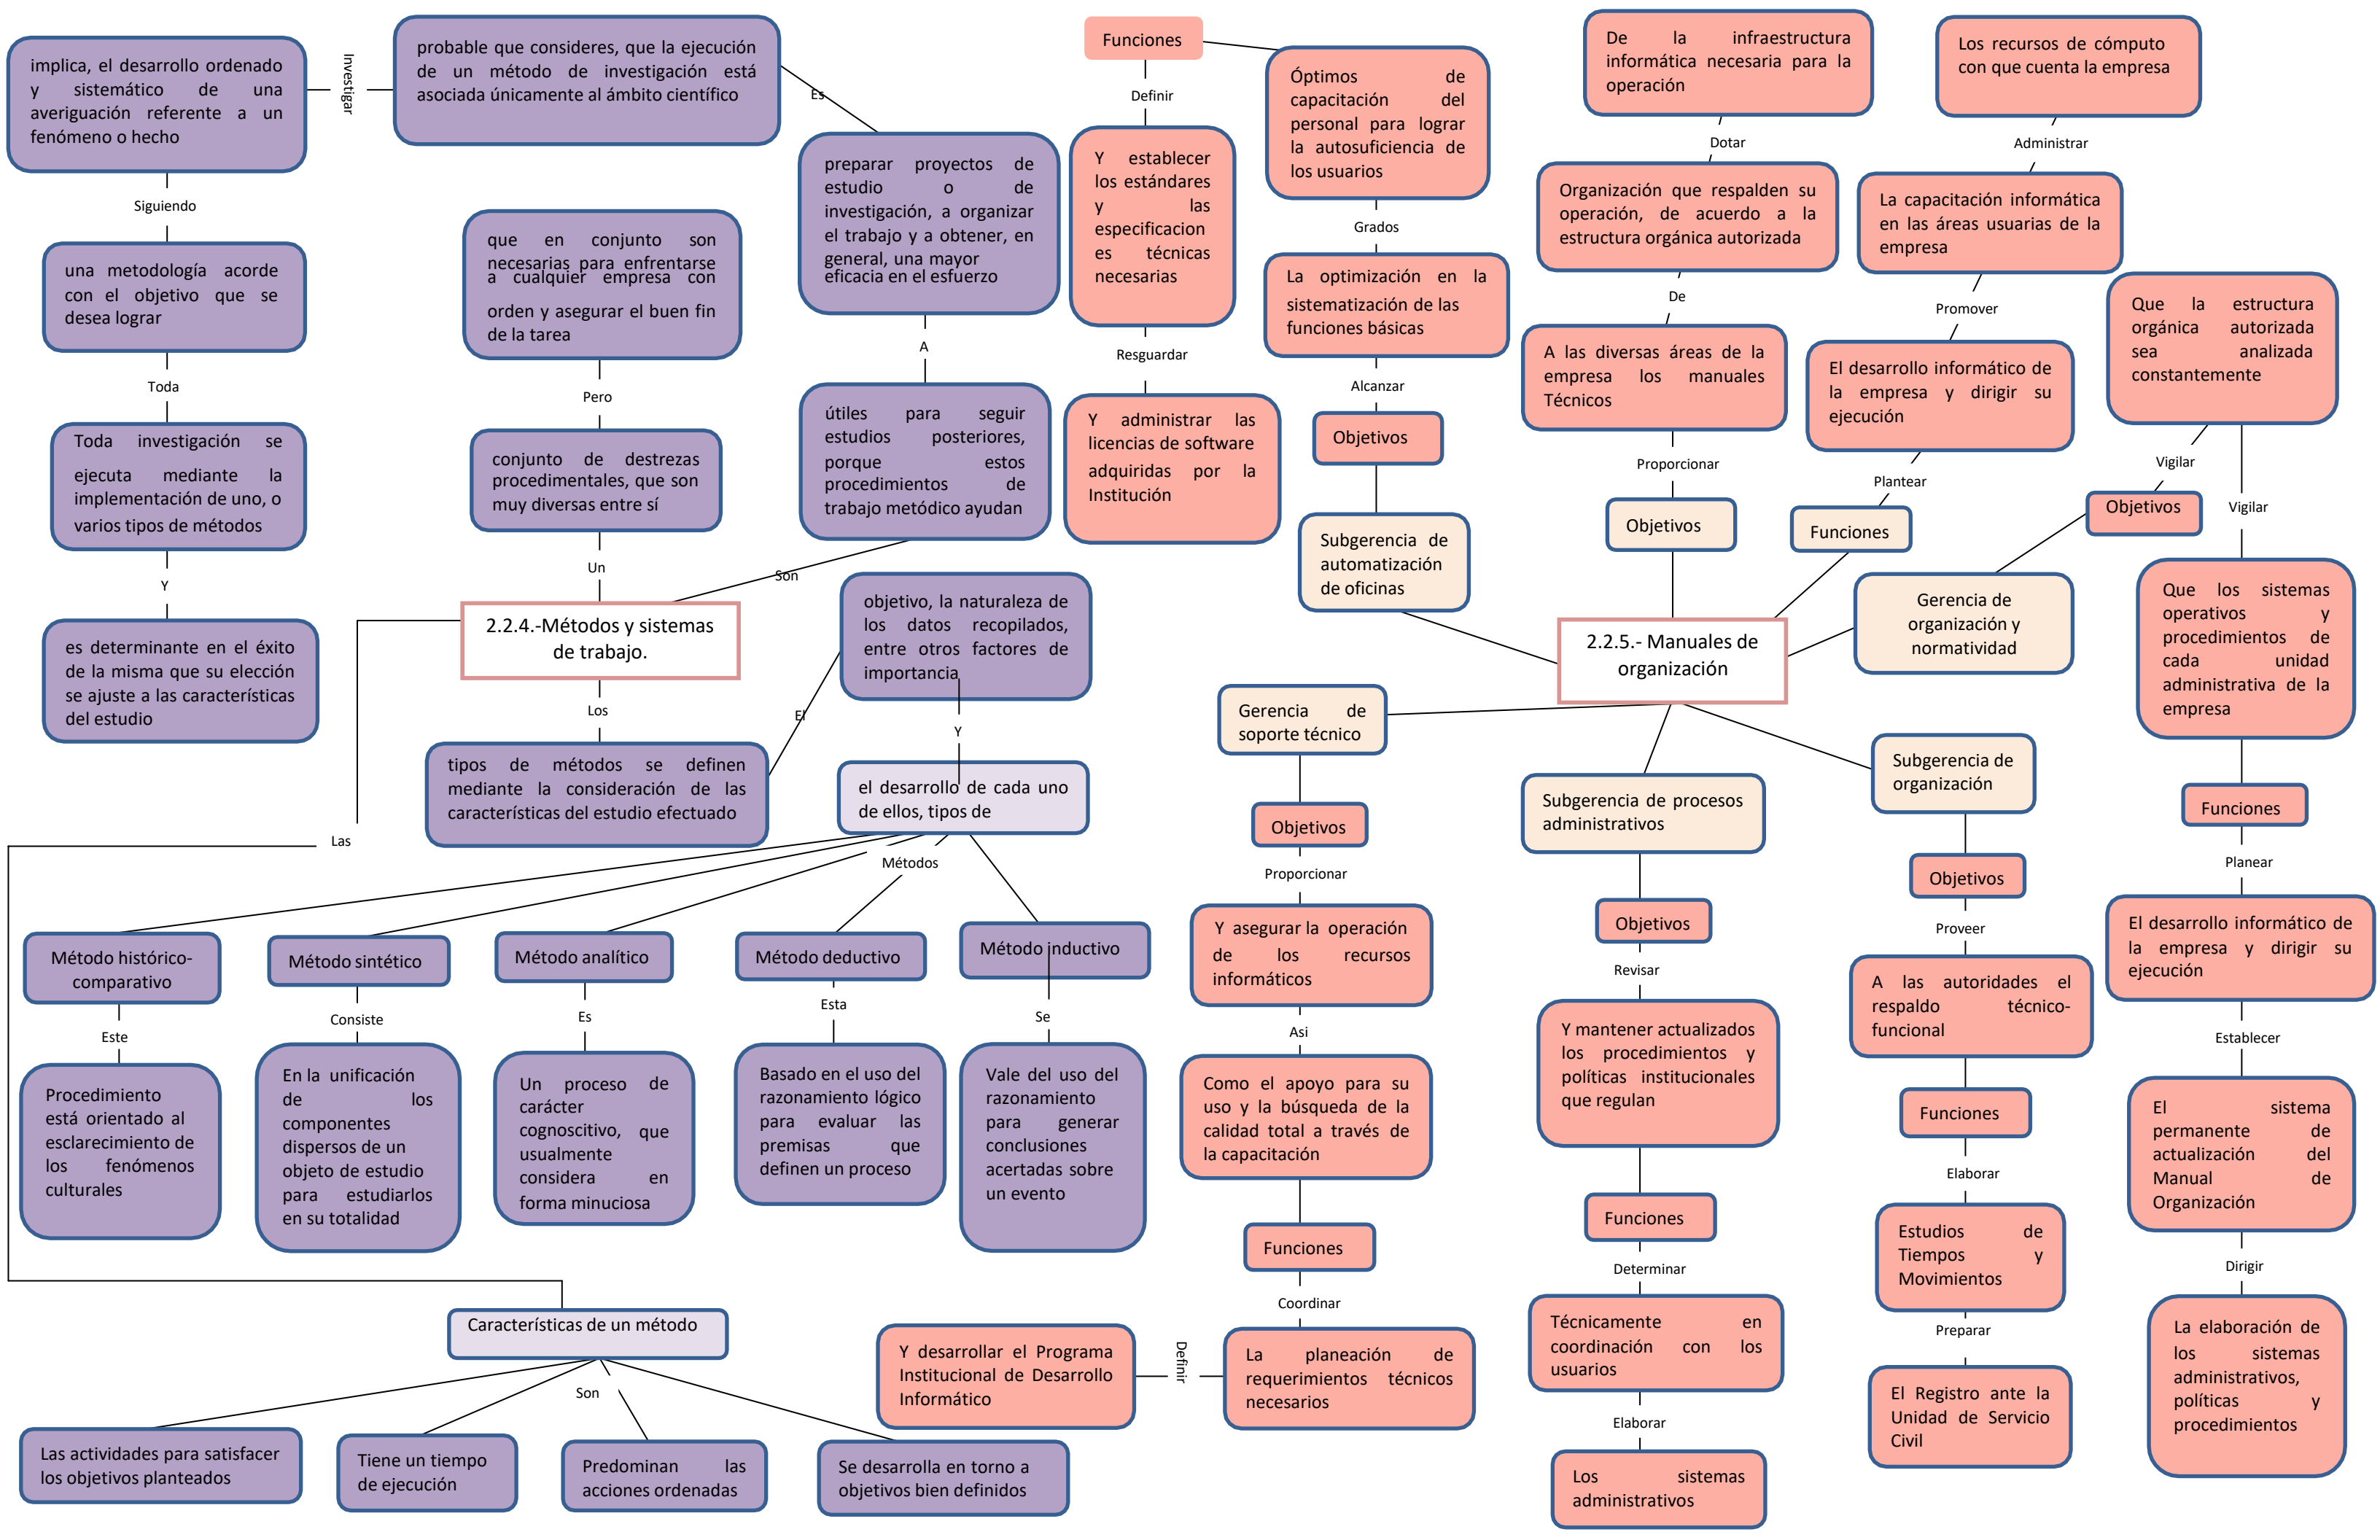 implica, el desarrollo ordenado
y sistemático de una
averiguación referente a un
fenómeno o hecho
Investigar
probable que consideres, que la ejecución
de un método de investigación está
asociada únicamente al ámbito científico
Es
preparar proyectos de
estudio o de
investigación, a organizar
el trabajo y a obtener, en
general, una mayor
eficacia en el esfuerzo
A
útiles para seguir
estudios posteriores,
porque estos
procedimientos de
trabajo metódico ayudan
Son
Siguiendo
una metodología acorde
con el objetivo que se
desea lograr
Toda
Toda investigación se
ejecuta mediante la
implementación de uno, o
varios tipos de métodos
Y
es determinante en el éxito
de la misma que su elección
se ajuste a las características
del estudio
que en conjunto son
necesarias para enfrentarse
a cualquier empresa con
orden y asegurar el buen fin
de la tarea
Pero
conjunto de destrezas
procedimentales, que son
muy diversas entre sí
Un
2.2.4.-Métodos y sistemas
de trabajo.
Los
tipos de métodos se definen
mediante la consideración de las
características del estudio efectuado
El
objetivo, la naturaleza de
los datos recopilados,
entre otros factores de
importancia
Y
el desarrollo de cada uno
de ellos, tipos de
Métodos
Las
Método histórico-
comparativo
Este
Procedimiento
está orientado al
esclarecimiento de
los fenómenos
culturales
Método sintético
Consiste
En la unificación
de los
componentes
dispersos de un
objeto de estudio
para estudiarlos
en su totalidad
Método analítico
Es
Un proceso de
carácter
cognoscitivo, que
usualmente
considera en
forma minuciosa
Método deductivo
Esta
Basado en el uso del
razonamiento lógico
para evaluar las
premisas que
definen un proceso
Método inductivo
Se
Vale del uso del
razonamiento
para generar
conclusiones
acertadas sobre
un evento
Características de un método
Son
Las actividades para satisfacer
los objetivos planteados
Tiene un tiempo
de ejecución
Predominan las
acciones ordenadas
Se desarrolla en torno a
objetivos bien definidos
Funciones
Definir
Y establecer
los estándares
y las
especificacion
es técnicas
necesarias
Resguardar
Y administrar las
licencias de software
adquiridas por la
Institución
Óptimos de
capacitación del
personal para lograr
la autosuficiencia de
los usuarios
Grados
La optimización en la
sistematización de las
funciones básicas
Alcanzar
Objetivos
Subgerencia de
automatización
de oficinas
De la infraestructura
informática necesaria para la
operación
Dotar
Organización que respalden su
operación, de acuerdo a la
estructura orgánica autorizada
De
A las diversas áreas de la
empresa los manuales
Técnicos
Proporcionar
Objetivos
Los recursos de cómputo
con que cuenta la empresa
Administrar
La capacitación informática
en las áreas usuarias de la
empresa
Promover
El desarrollo informático de
la empresa y dirigir su
ejecución
Plantear
Funciones
Que la estructura
orgánica autorizada
sea analizada
constantemente
Vigilar
Objetivos
Vigilar
Gerencia de
organización y
normatividad
2.2.5.- Manuales de
organización
Que los sistemas
operativos y
procedimientos de
cada unidad
administrativa de la
empresa
Funciones
Planear
El desarrollo informático de
la empresa y dirigir su
ejecución
Establecer
El sistema
permanente de
actualización del
Manual de
Organización
Dirigir
La elaboración de
los sistemas
administrativos,
políticas y
procedimientos
Gerencia de
soporte técnico
Objetivos
Proporcionar
Y asegurar la operación
de los recursos
informáticos
Asi
Como el apoyo para su
uso y la búsqueda de la
calidad total a través de
la capacitación
Funciones
Coordinar
La planeación de
requerimientos técnicos
necesarios
Definir
Y desarrollar el Programa
Institucional de Desarrollo
Informático
Subgerencia de procesos
administrativos
Objetivos
Revisar
Y mantener actualizados
los procedimientos y
políticas institucionales
que regulan
Funciones
Determinar
Técnicamente en
coordinación con los
usuarios
Elaborar
Los sistemas
administrativos
Subgerencia de
organización
Objetivos
Proveer
A las autoridades el
respaldo técnico-
funcional
Funciones
Elaborar
Estudios de
Tiempos y
Movimientos
Preparar
El Registro ante la
Unidad de Servicio
Civil